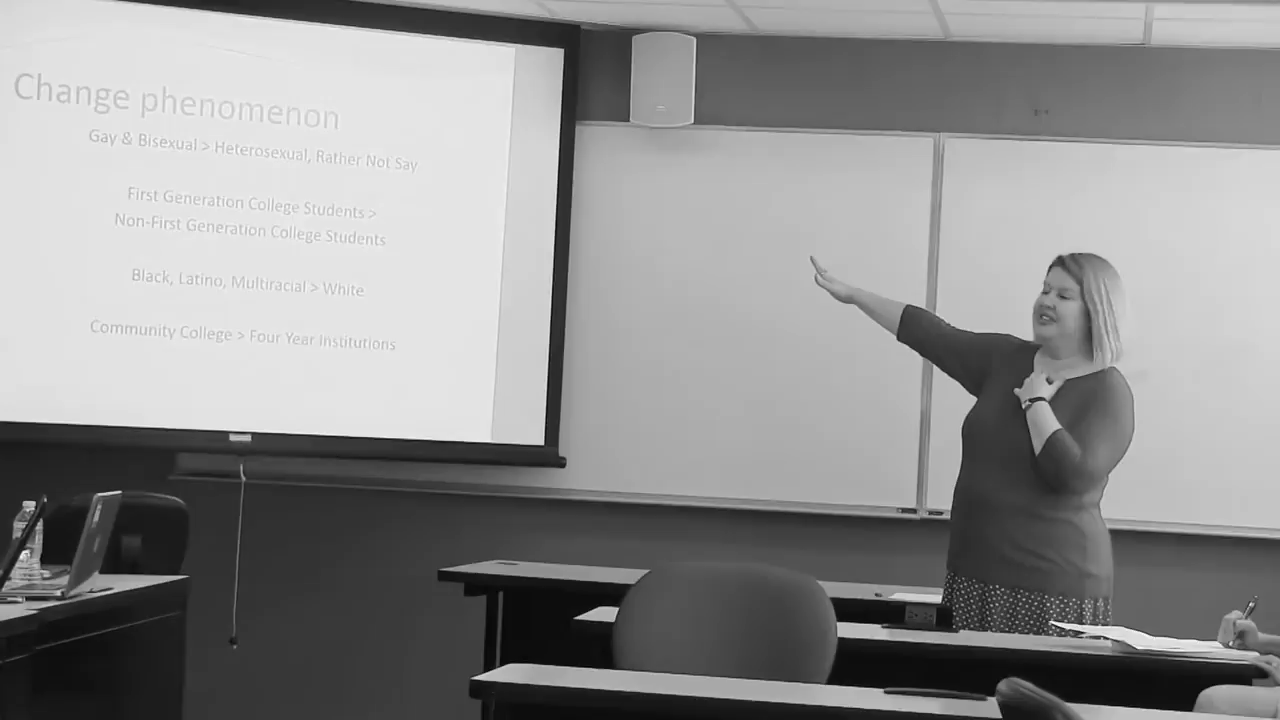 Change phenomenon
Gay & Bisexual > Heterosexual, Rather Not Say
First Generation College Students >
Non-First Generation College Students
Black, Latino, Multiracial > White
Community College > Four Year Institutions